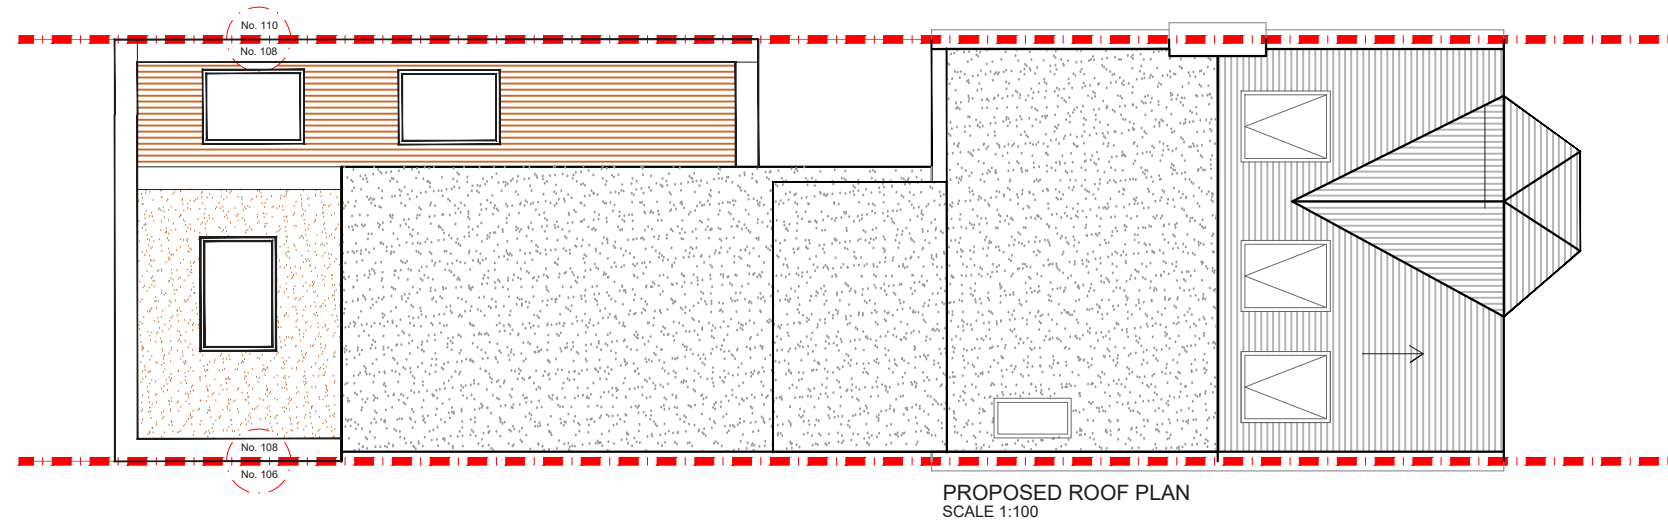 No. 110
No. 108
No. 108
No. 106
PROPOSED ROOF PLAN
SCALE 1:100